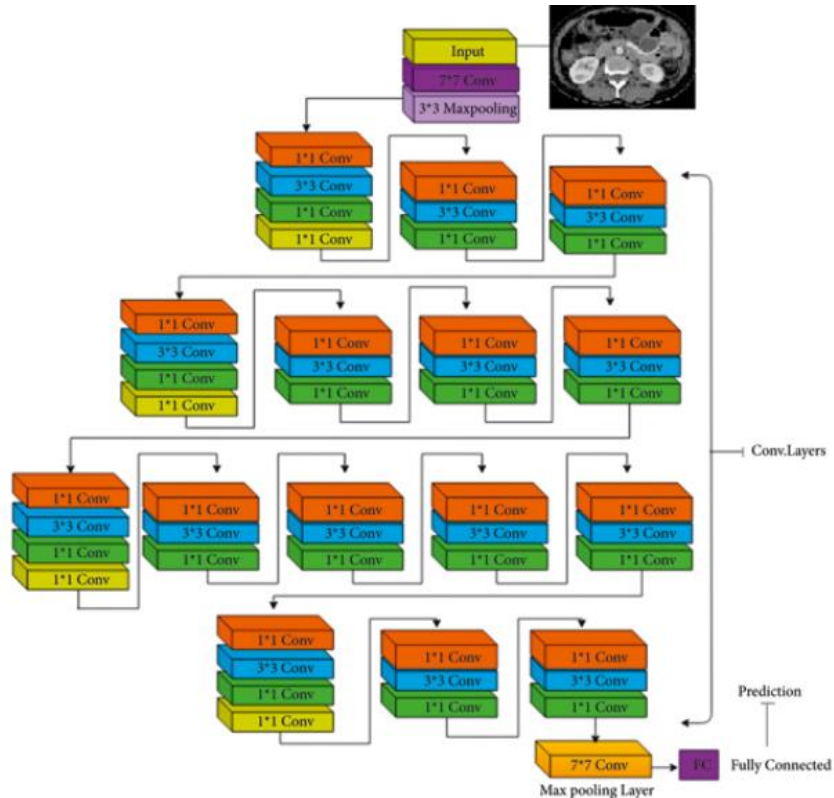 Input
7*7 Conv
3*3 Maxpooling
1*1 Conv
3*3 Conv
1*1 Conv
1*1 Conv
1*1 Conv
3*3 Conv
1*1 Conv
1*1 Conv
3*3 Conv
1*1 Conv
1*1 Conv
3*3 Conv
1*1 Conv
1*1 Conv
1*1 Conv
3*3 Conv
1*1 Conv
1*1 Conv
3*3 Conv
1*1 Conv
1*1 Conv
3*3 Conv
1*1 Conv
Conv.Layers
1*1 Conv
3*3 Conv
1*1 Conv
1*1 Conv
1*1 Conv
3*3 Conv
1*1 Conv
1*1 Conv
3*3 Conv
1*1 Conv
1*1 Conv
3*3 Conv
1*1 Conv
1*1 Conv
3*3 Conv
1*1 Conv
1*1 Conv
3*3 Conv
1*1 Conv
1*1 Conv
1*1 Conv
3*3 Conv
1*1 Conv
1*1 Conv
3*3 Conv
1*1 Conv
Prediction
7*7 Conv
FC
Fully Connected
Max pooling Layer